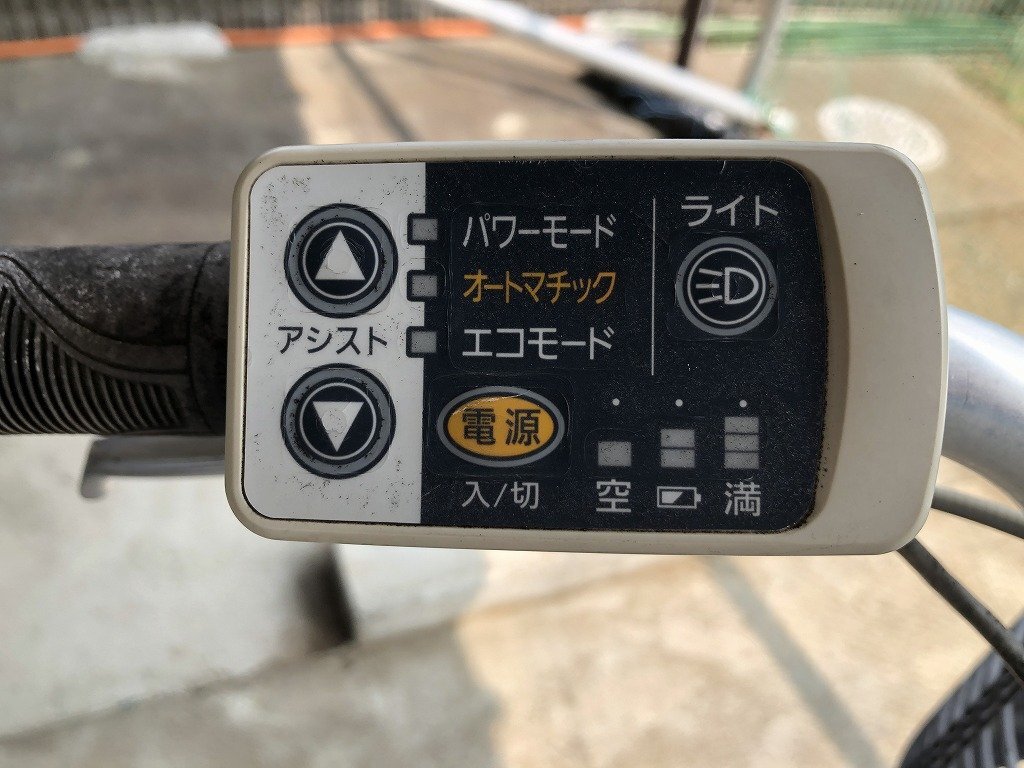 アシスト
パワーモード
オートマチック
エコモード
ライト
電源
入/切
空
満